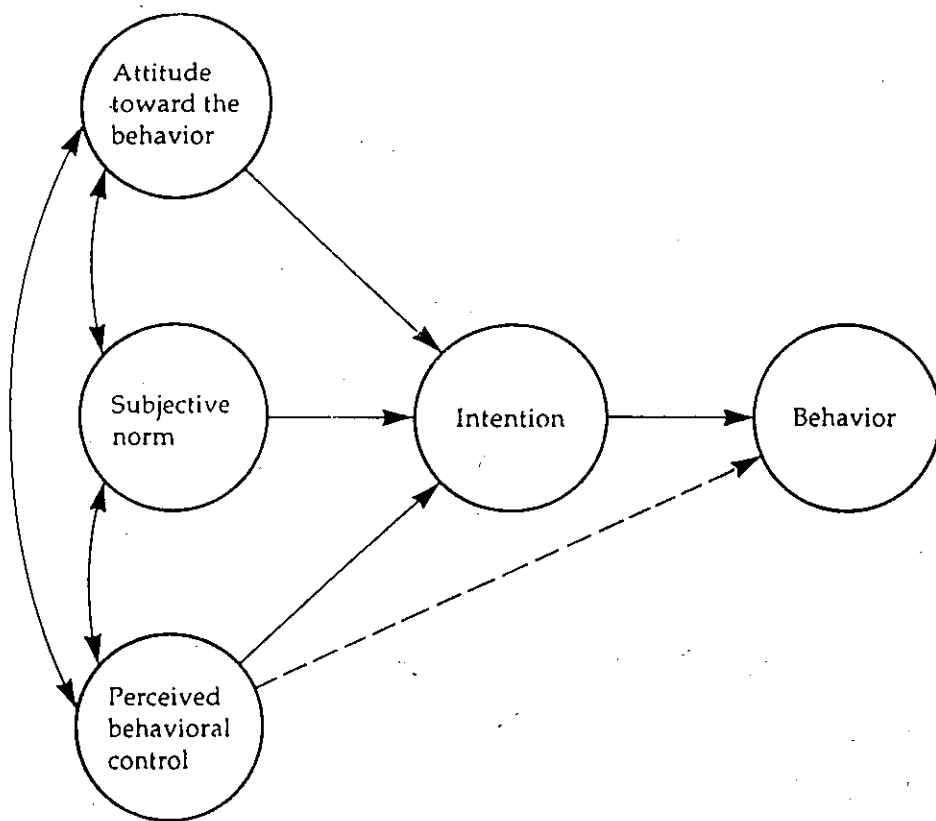 Attitude
toward the
behavior
Subjective
norm
Intention
Behavior
Perceived
behavioral
control